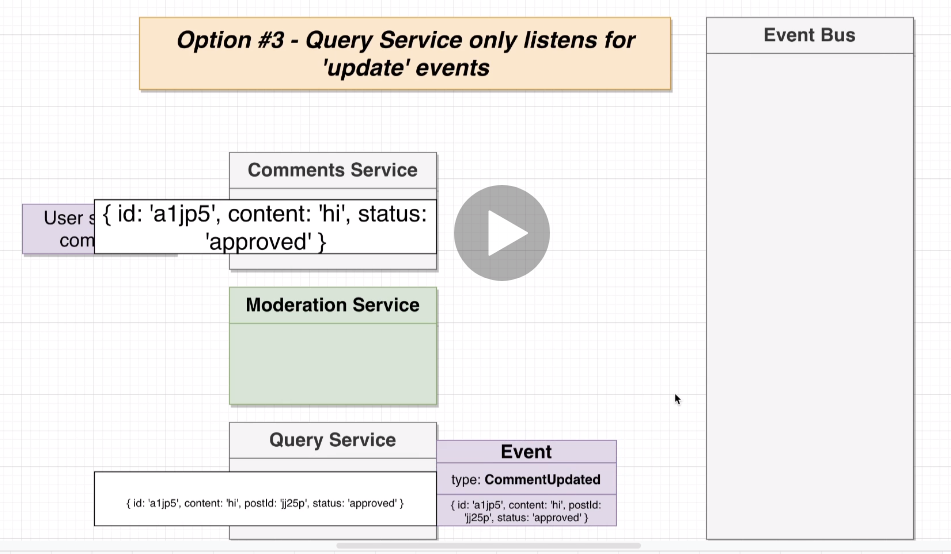 Option #3 - Query Service only listens for
'update' events
Event Bus
Comments Service
User
com
{ id: 'a1jp5', content: 'hi', status:
'approved' }
Moderation Service
Query Service
{ id: 'a1jp5', content: 'hi', postId: 'jj25p', status: 'approved' }
Event
type: CommentUpdated
{ id: 'a1jp5', content: 'hi', postId:
'jj25p', status: 'approved' }